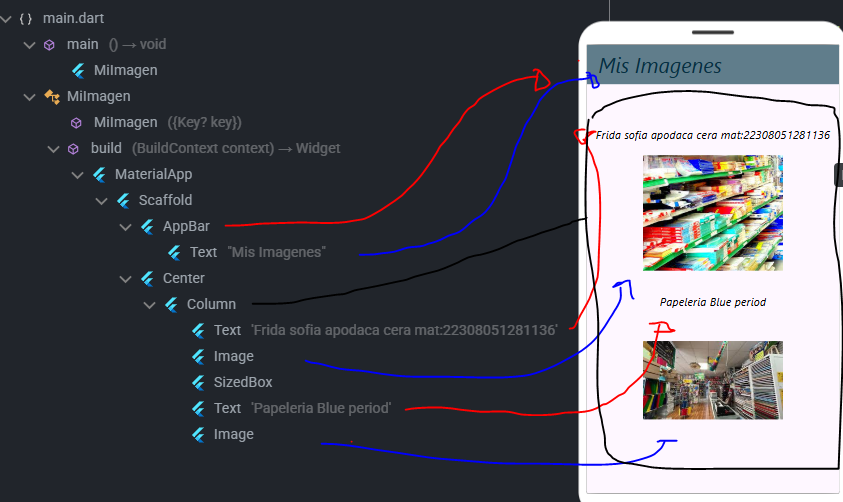 main.dart
main () → void
MiImagen
MiImagen
MiImagen ({Key? key})
build (BuildContext context) → Widget
MaterialApp
Scaffold
AppBar
Text "Mis Imagenes"
Center
Column
Text 'Frida sofia apodaca cera mat:22308051281136'
Image
SizedBox
Text 'Papeleria Blue period'
Image
Mis Imagenes
Frida sofia apodaca cera mat:22308051281136
Papeleria Blue period